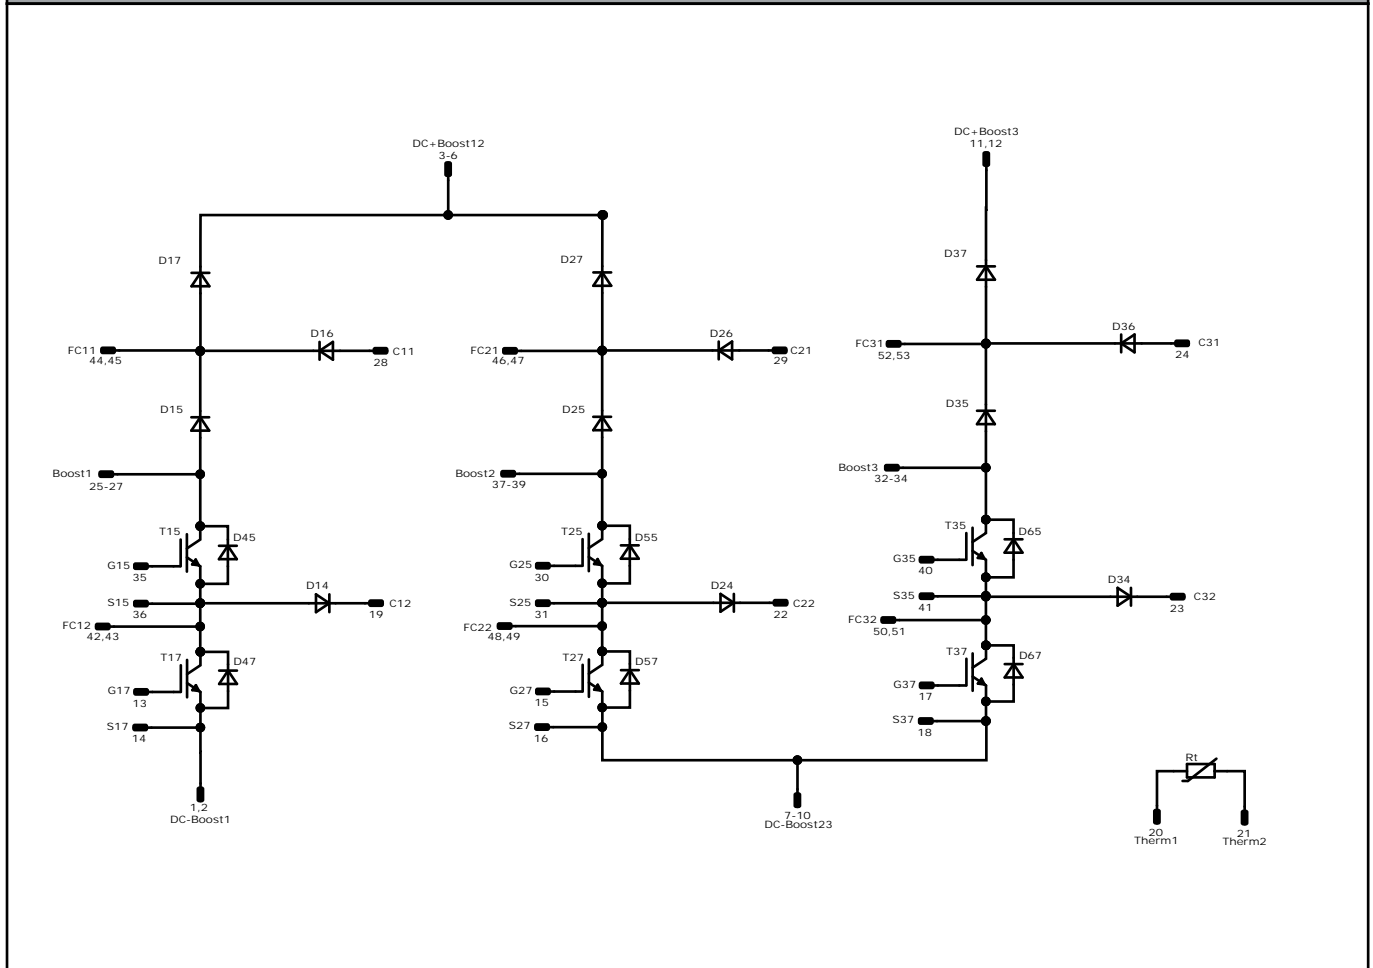 DC+Boost3
11,12
DC+Boost12
3-6
D17
D27
D37
FC11
44,45
D16
C11
28
FC21
46,47
D26
C21
29
FC31
52,53
D36
C31
24
D15
D25
D35
Boost1
25-27
Boost2
37-39
Boost3
32-34
T15
D45
G15
35
T25
D55
G25
30
T35
D65
G35
40
S15
36
D14
C12
19
S25
31
D24
C22
22
S35
41
D34
C32
23
FC12
42,43
FC22
48,49
FC32
50,51
T17
D47
G17
13
T27
D57
G27
15
T37
D67
G37
17
S17
14
S27
16
S37
18
1,2
DC-Boost1
7-10
DC-Boost23
Rt
20
Therm1
21
Therm2